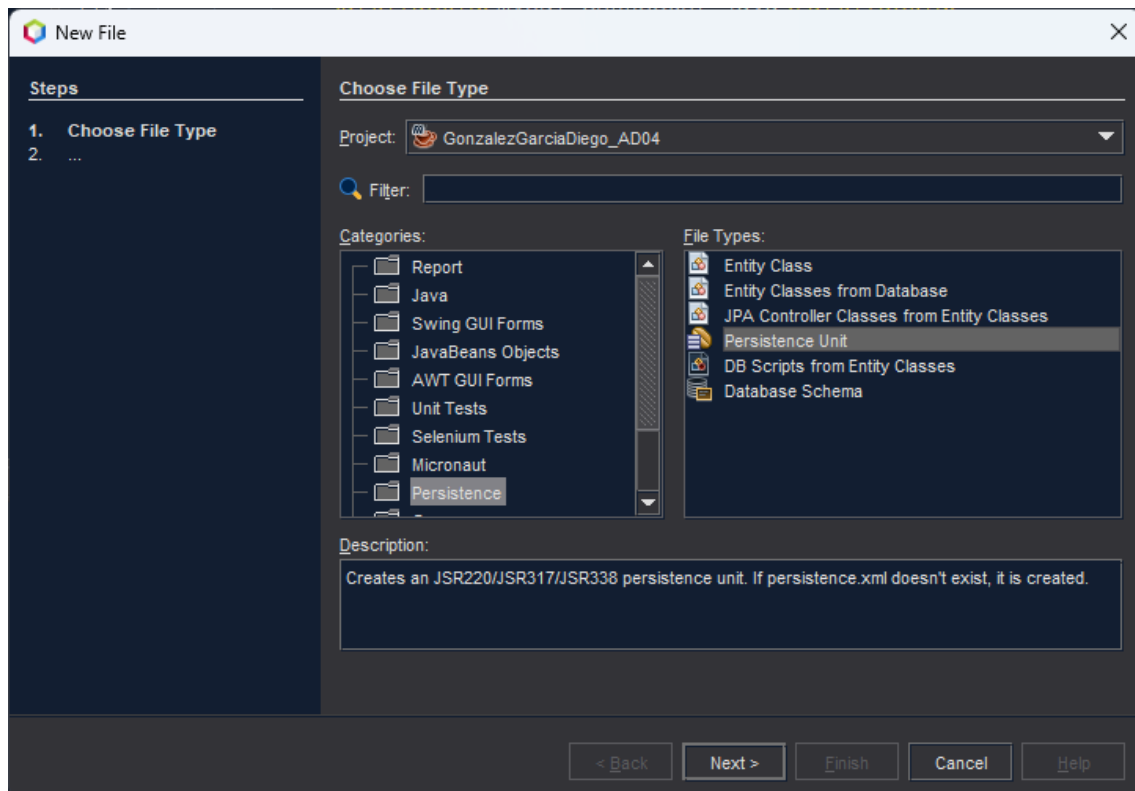 New File
Steps
1. Choose File Type
2. ...
Choose File Type
Project: GonzalezGarciaDiego_AD04
Filter:
Categories:
Report
Java
Swing GUI Forms
JavaBeans Objects
AWT GUI Forms
Unit Tests
Selenium Tests
Micronaut
Persistence
File Types:
Entity Class
Entity Classes from Database
JPA Controller Classes from Entity Classes
Persistence Unit
DB Scripts from Entity Classes
Database Schema
Description:
Creates an JSR220/JSR317/JSR338 persistence unit. If persistence.xml doesn't exist, it is created.
< Back Next > Finish Cancel Help